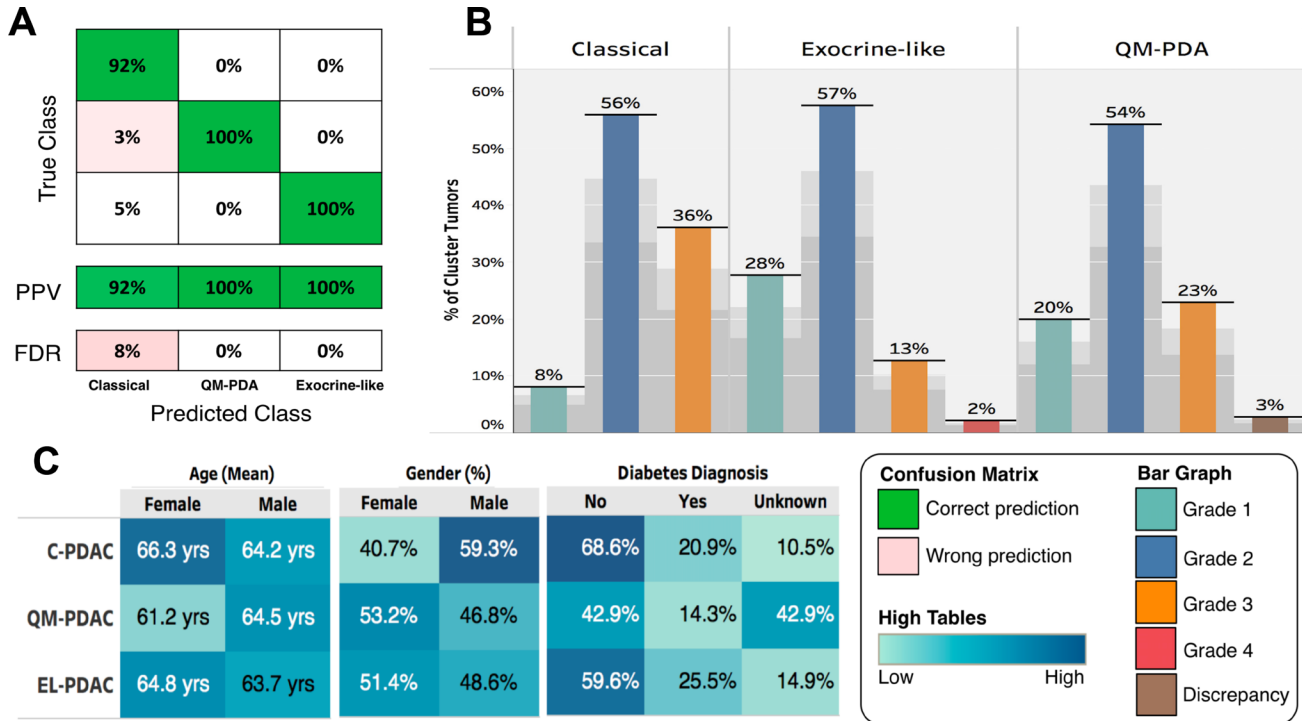 A
True Class
92% 0% 0%
3% 100% 0%
5% 0% 100%
PPV 92% 100% 100%
FDR 8% 0% 0%
Classical QM-PDA Exocrine-like
Predicted Class
B
Classical Exocrine-like QM-PDA
% of Cluster Tumors
60%
50%
40%
30%
20%
10%
0%
8% 56% 36% 28% 57% 13% 2% 20% 54% 23% 3%
C
Age (Mean) Gender (%) Diabetes Diagnosis
Female Male Female Male No Yes Unknown
C-PDAC 66.3 yrs 64.2 yrs 40.7% 59.3% 68.6% 20.9% 10.5%
QM-PDAC 61.2 yrs 64.5 yrs 53.2% 46.8% 42.9% 14.3% 42.9%
EL-PDAC 64.8 yrs 63.7 yrs 51.4% 48.6% 59.6% 25.5% 14.9%
Confusion Matrix
Correct prediction
Wrong prediction
High Tables
Low High
Bar Graph
Grade 1
Grade 2
Grade 3
Grade 4
Discrepancy